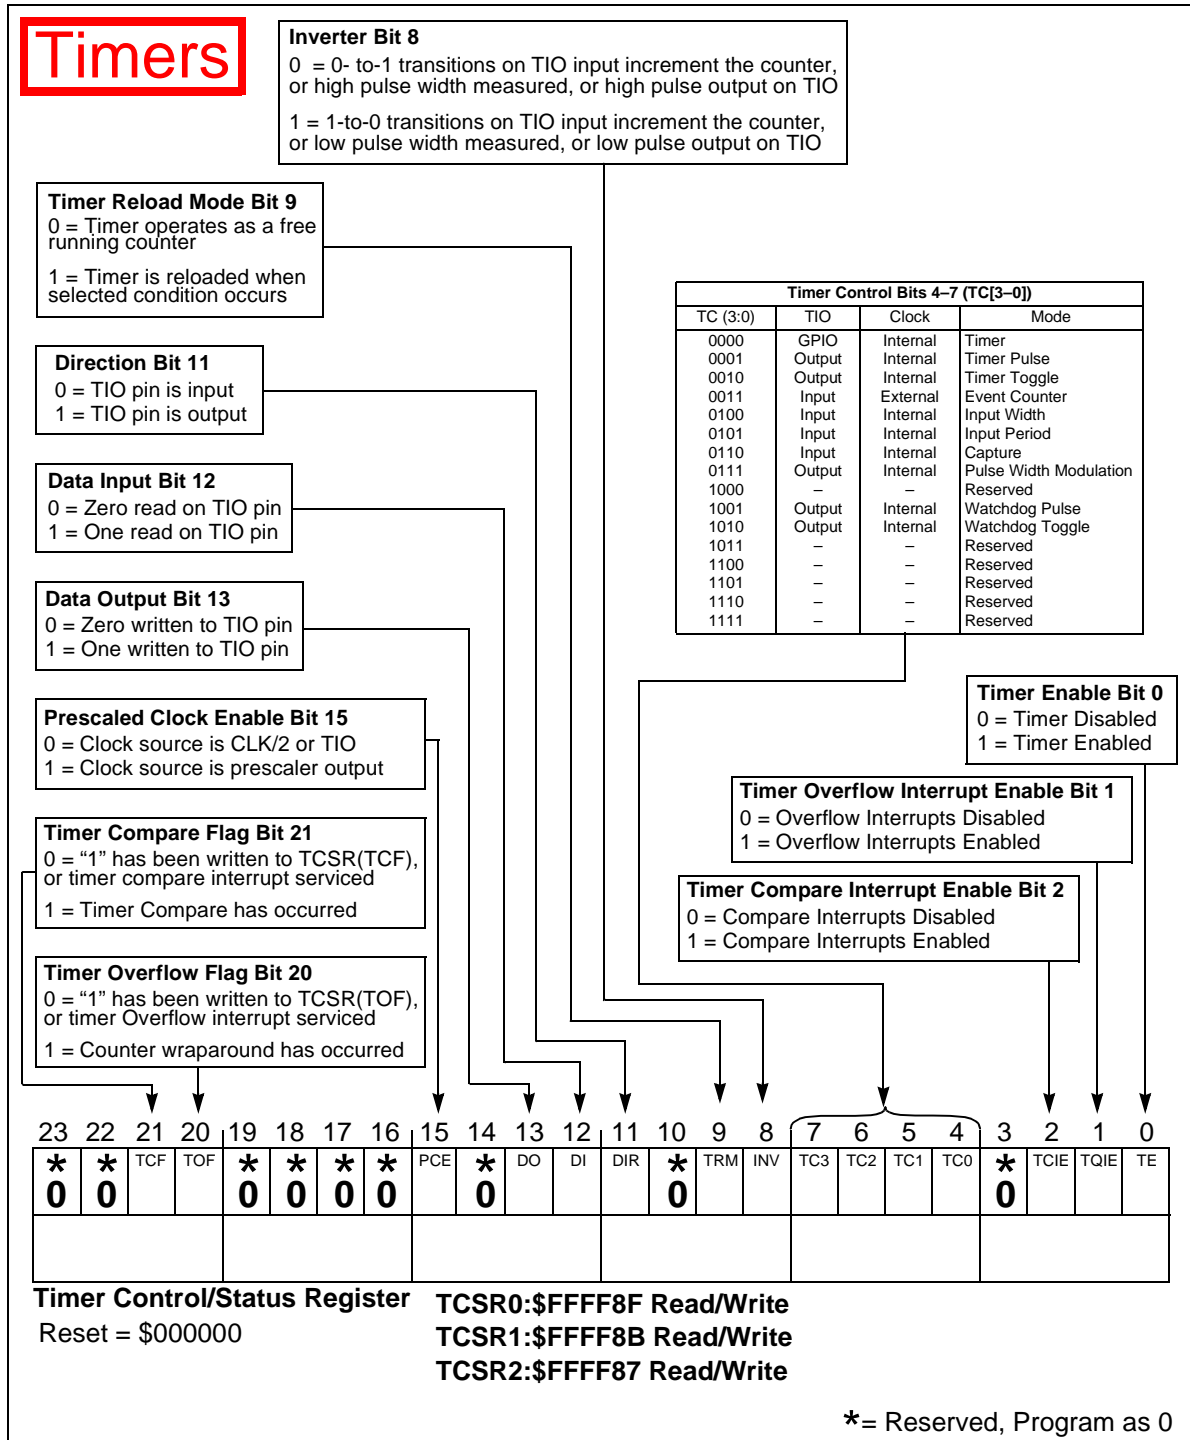 Timers
Inverter Bit 8
0 = 0- to-1 transitions on TIO input increment the counter,
or high pulse width measured, or high pulse output on TIO
1 = 1-to-0 transitions on TIO input increment the counter,
or low pulse width measured, or low pulse output on TIO
Timer Reload Mode Bit 9
0 = Timer operates as a free
running counter
1 = Timer is reloaded when
selected condition occurs
Direction Bit 11
0 = TIO pin is input
1 = TIO pin is output
Data Input Bit 12
0 = Zero read on TIO pin
1 = One read on TIO pin
Data Output Bit 13
0 = Zero written to TIO pin
1 = One written to TIO pin
Prescaled Clock Enable Bit 15
0 = Clock source is CLK/2 or TIO
1 = Clock source is prescaler output
Timer Compare Flag Bit 21
0 = “1” has been written to TCSR(TCF),
or timer compare interrupt serviced
1 = Timer Compare has occurred
Timer Overflow Flag Bit 20
0 = “1” has been written to TCSR(TOF),
or timer Overflow interrupt serviced
1 = Counter wraparound has occurred
Timer Control Bits 4–7 (TC[3–0])
TC (3:0) TIO Clock Mode
0000 GPIO Internal Timer
0001 Output Internal Timer Pulse
0010 Output Internal Timer Toggle
0011 Input External Event Counter
0100 Input Internal Input Width
0101 Input Internal Input Period
0110 Input Internal Capture
0111 Output Internal Pulse Width Modulation
1000 – – Reserved
1001 Output Internal Watchdog Pulse
1010 Output Internal Watchdog Toggle
1011 – – Reserved
1100 – – Reserved
1101 – – Reserved
1110 – – Reserved
1111 – – Reserved
Timer Enable Bit 0
0 = Timer Disabled
1 = Timer Enabled
Timer Overflow Interrupt Enable Bit 1
0 = Overflow Interrupts Disabled
1 = Overflow Interrupts Enabled
Timer Compare Interrupt Enable Bit 2
0 = Compare Interrupts Disabled
1 = Compare Interrupts Enabled
23 22 21 20 19 18 17 16 15 14 13 12 11 10 9 8 7 6 5 4 3 2 1 0
* * TCF TOF * * * * PCE * DO DI DIR * TRM INV TC3 TC2 TC1 TC0 * TCIE TQIE TE
0 0 0 0 0 0 0 0 0
Timer Control/Status Register
Reset = $000000
TCSR0:$FFFF8F Read/Write
TCSR1:$FFFF8B Read/Write
TCSR2:$FFFF87 Read/Write
*= Reserved, Program as 0